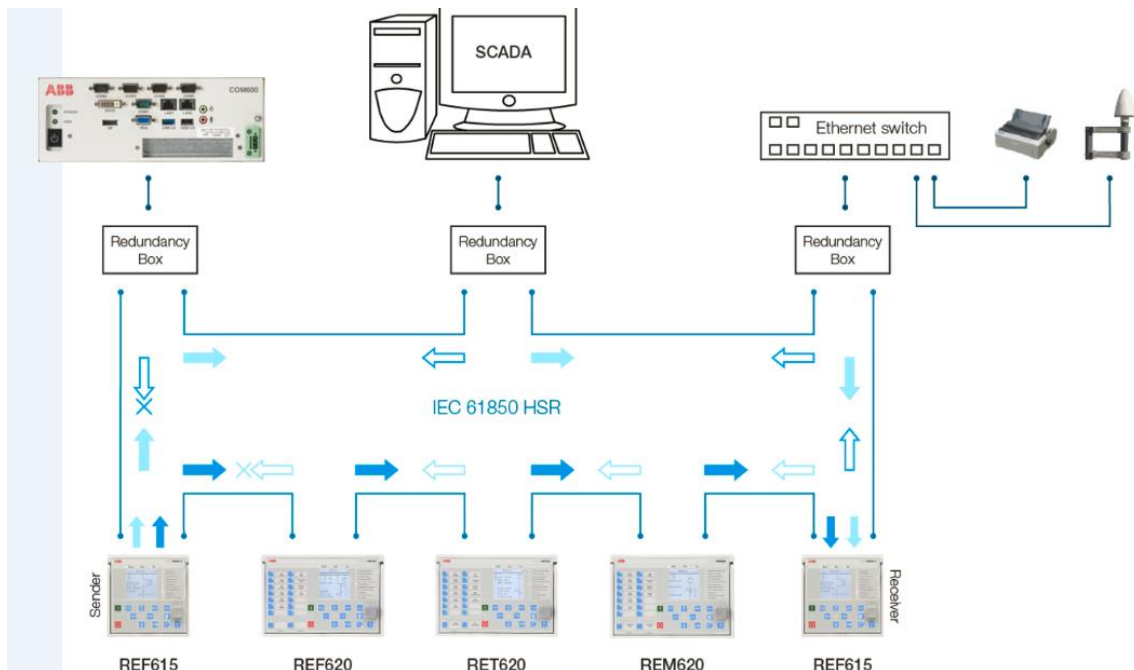 SCADA
ABB
COM600
Ethernet switch
Redundancy
Box
Redundancy
Box
Redundancy
Box
IEC 61850 HSR
Sender
Receiver
REF615
REF620
RET620
REM620
REF615